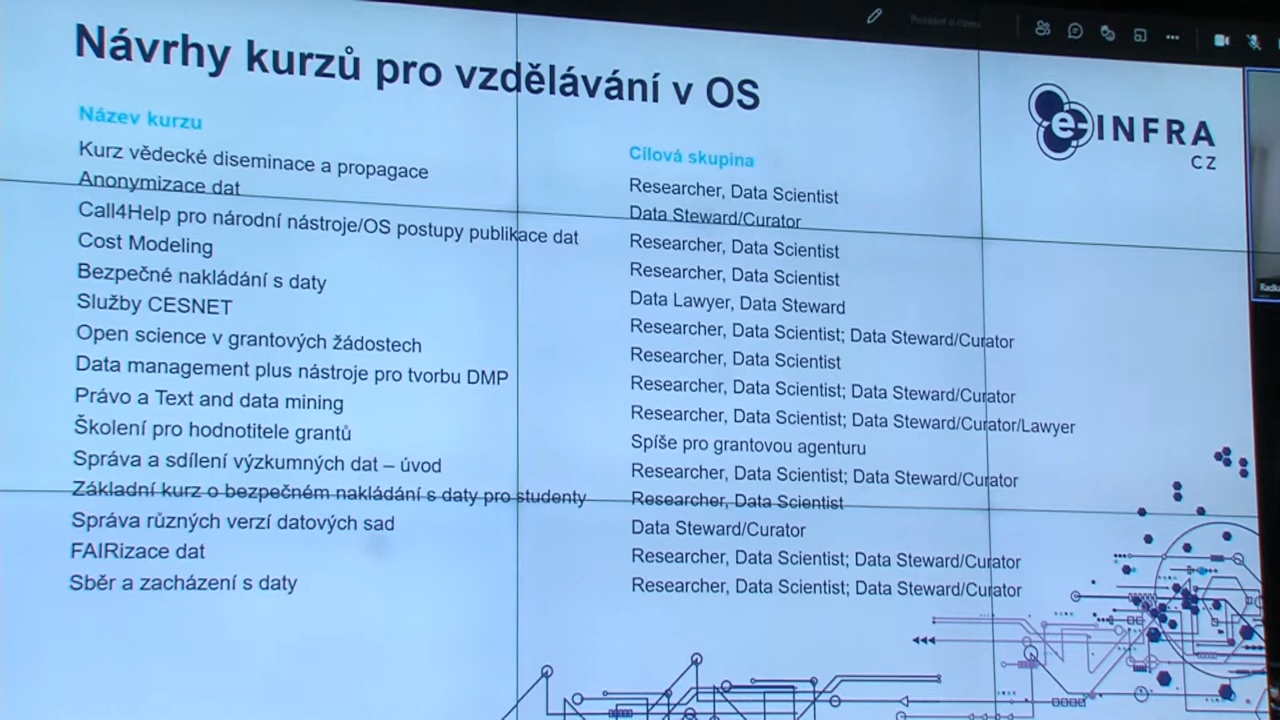 Návrhy kurzů pro vzdělávání v OS
e-INFRA
CZ
Název kurzu
Kurz vědecké diseminace a propagace
Anonymizace dat
Call4Help pro národní nástroje/OS postupy publikace dat
Cost Modeling
Bezpečné nakládání s daty
Služby CESNET
Open science v grantových žádostech
Data management plus nástroje pro tvorbu DMP
Právo a Text and data mining
Školení pro hodnotitele grantů
Správa a sdílení výzkumných dat – úvod
Základní kurz o bezpečném nakládání s daty pro studenty
Správa různých verzí datových sad
FAIRizace dat
Sběr a zacházení s daty
Cílová skupina
Researcher, Data Scientist
Data Steward/Curator
Researcher, Data Scientist
Researcher, Data Scientist
Data Lawyer, Data Steward
Researcher, Data Scientist; Data Steward/Curator
Researcher, Data Scientist
Researcher, Data Scientist; Data Steward/Curator
Researcher, Data Scientist; Data Steward/Curator/Lawyer
Spíše pro grantovou agenturu
Researcher, Data Scientist; Data Steward/Curator
Researcher, Data Scientist
Data Steward/Curator
Researcher, Data Scientist; Data Steward/Curator
Researcher, Data Scientist; Data Steward/Curator